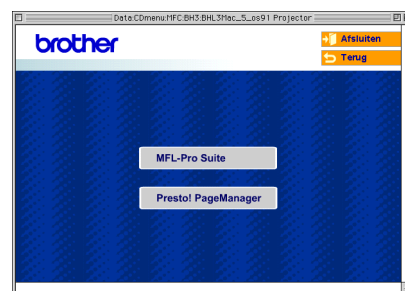 Data:CDmenu:MFC:BH3:BHL3Mac_5_os91 Projector
brother
Afsluiten
Terug
MFL-Pro Suite
Presto! PageManager